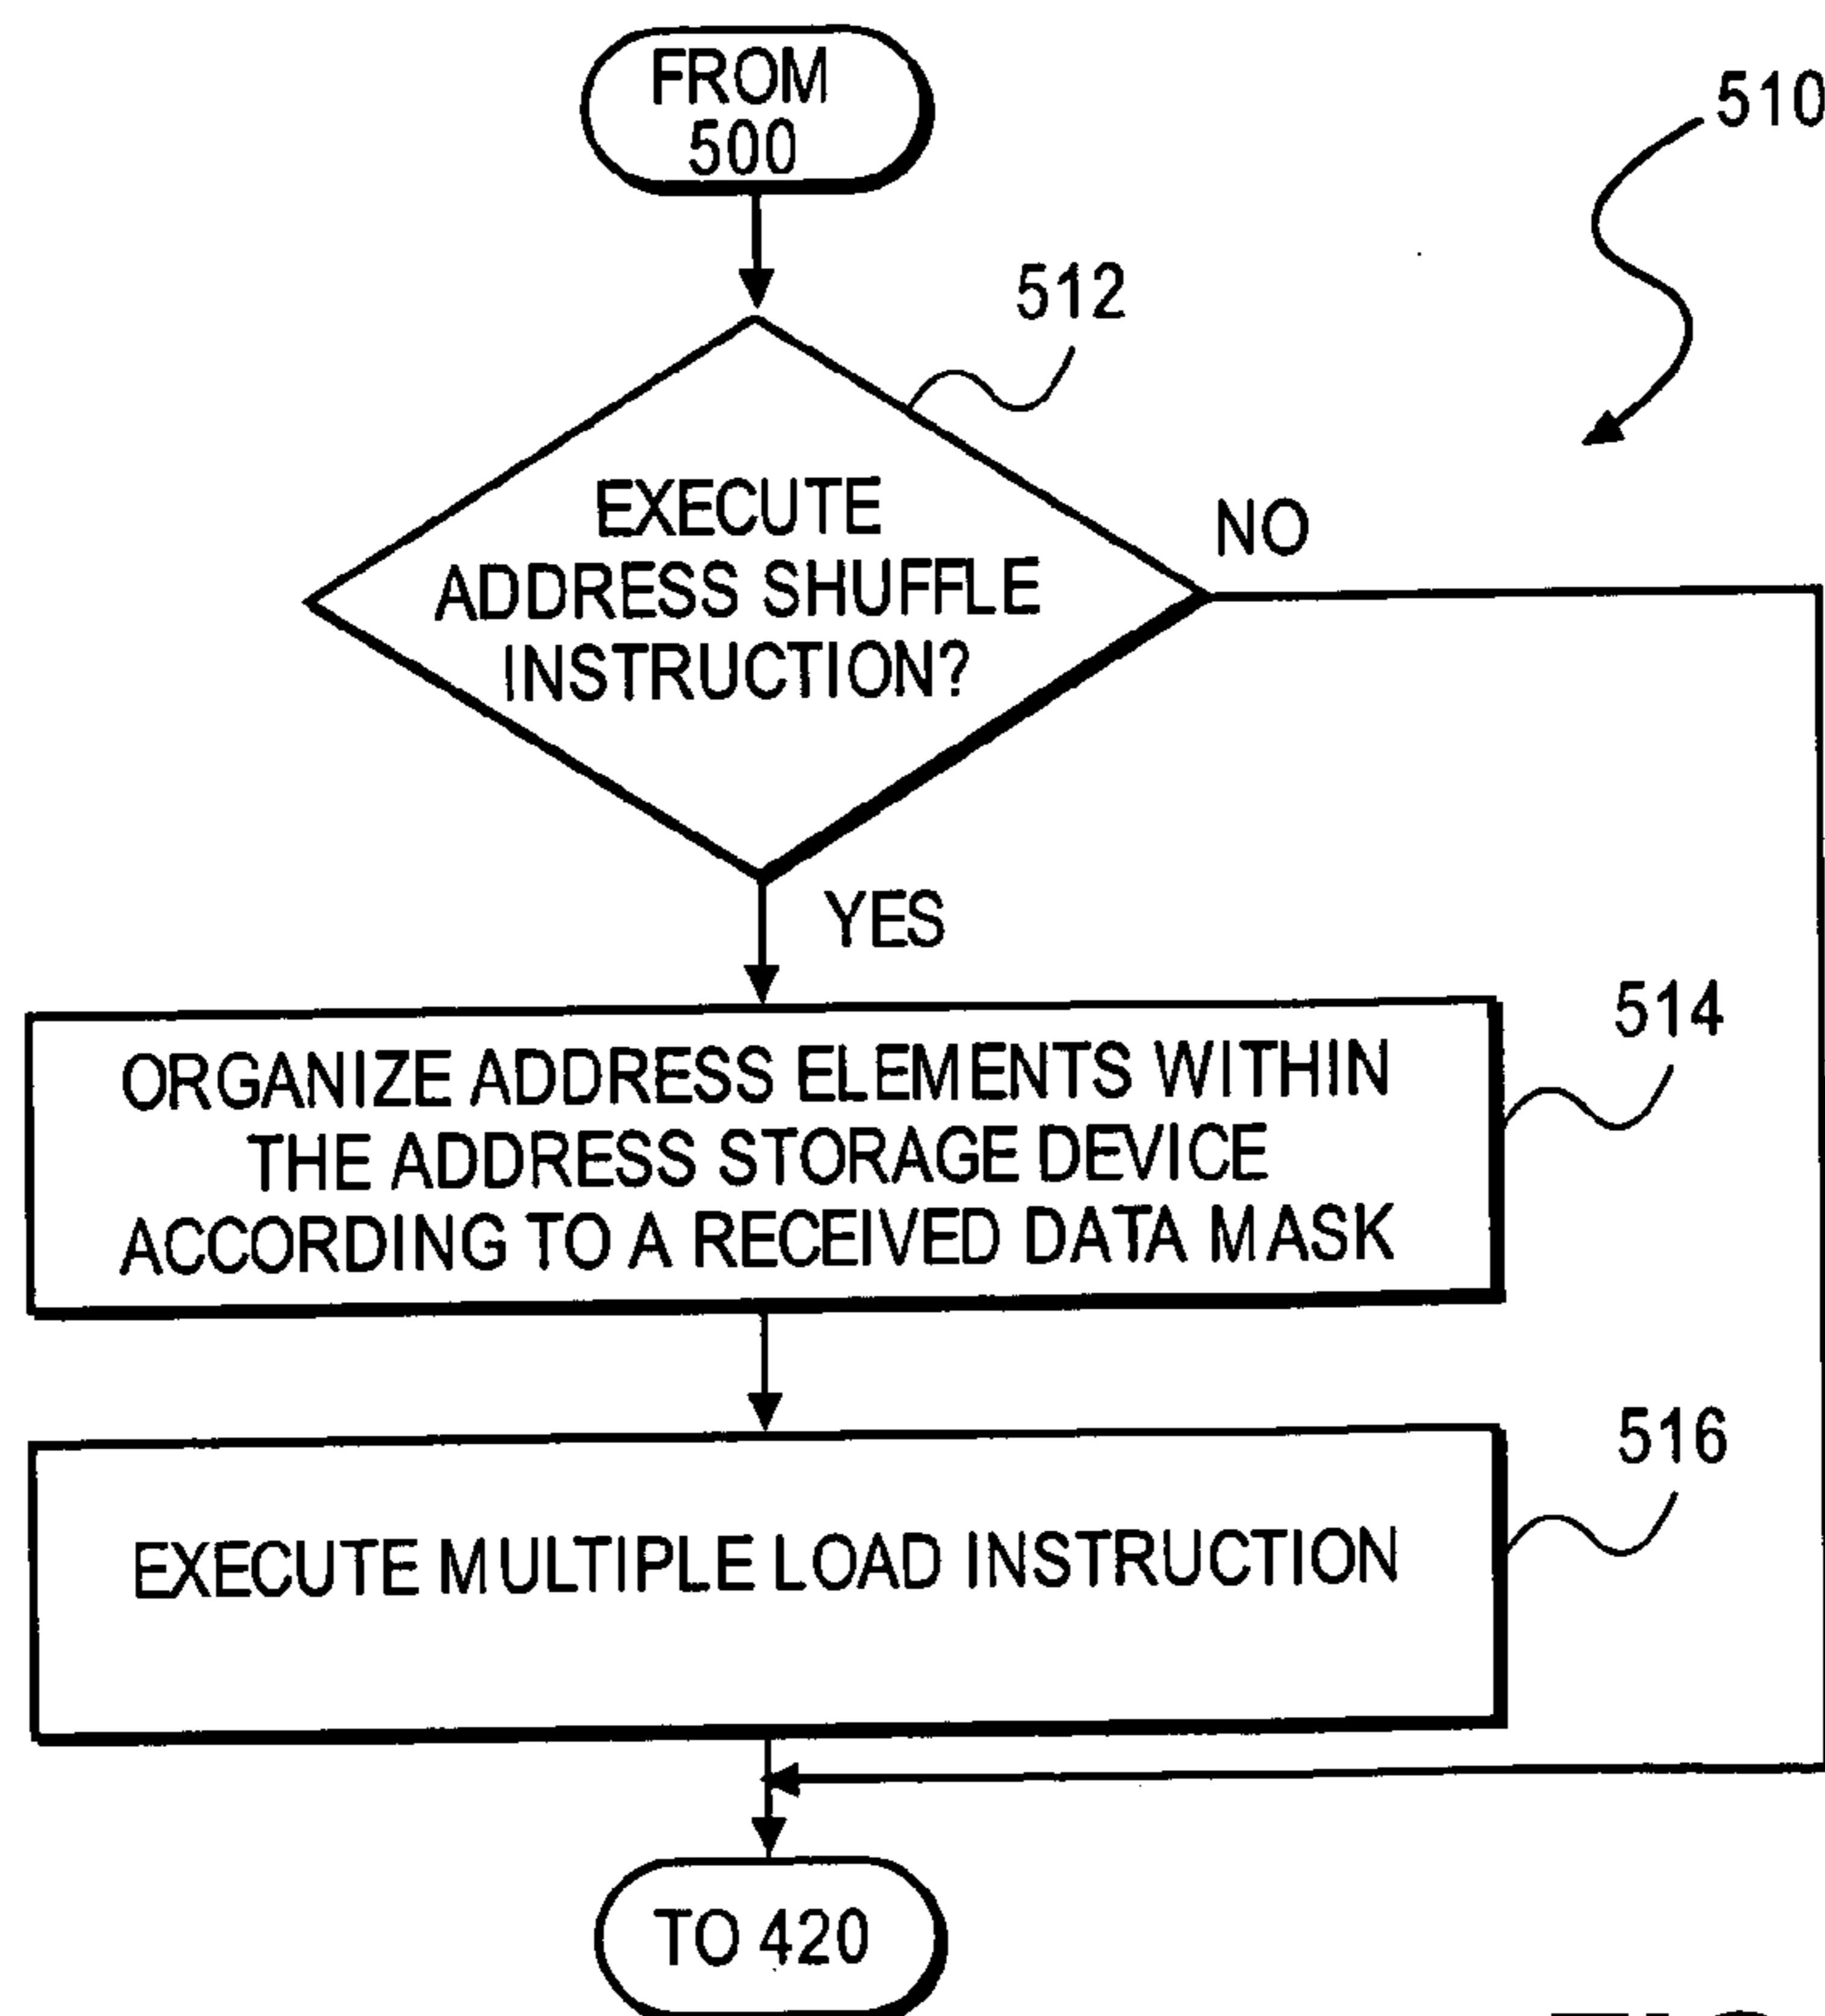 FROM
500
510
512
EXECUTE
ADDRESS SHUFFLE
INSTRUCTION?
NO
YES
514
ORGANIZE ADDRESS ELEMENTS WITHIN
THE ADDRESS STORAGE DEVICE
ACCORDING TO A RECEIVED DATA MASK
516
EXECUTE MULTIPLE LOAD INSTRUCTION
TO 420